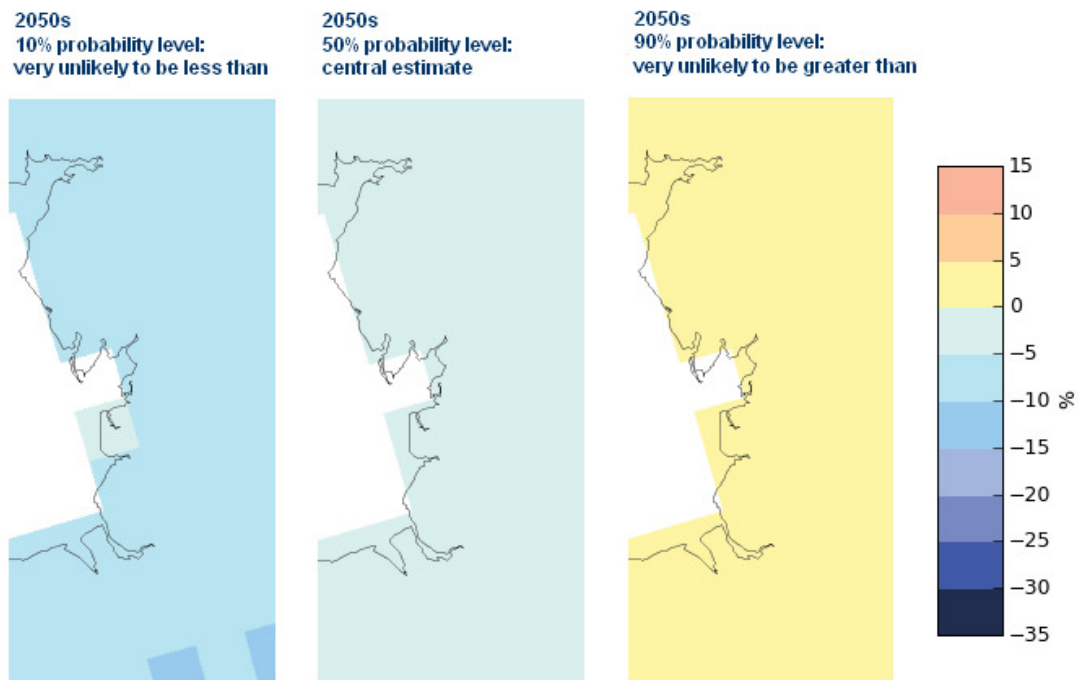 2050s
10% probability level:
very unlikely to be less than
2050s
50% probability level:
central estimate
2050s
90% probability level:
very unlikely to be greater than
15
10
5
0
−5
−10
−15
−20
−25
−30
−35
%